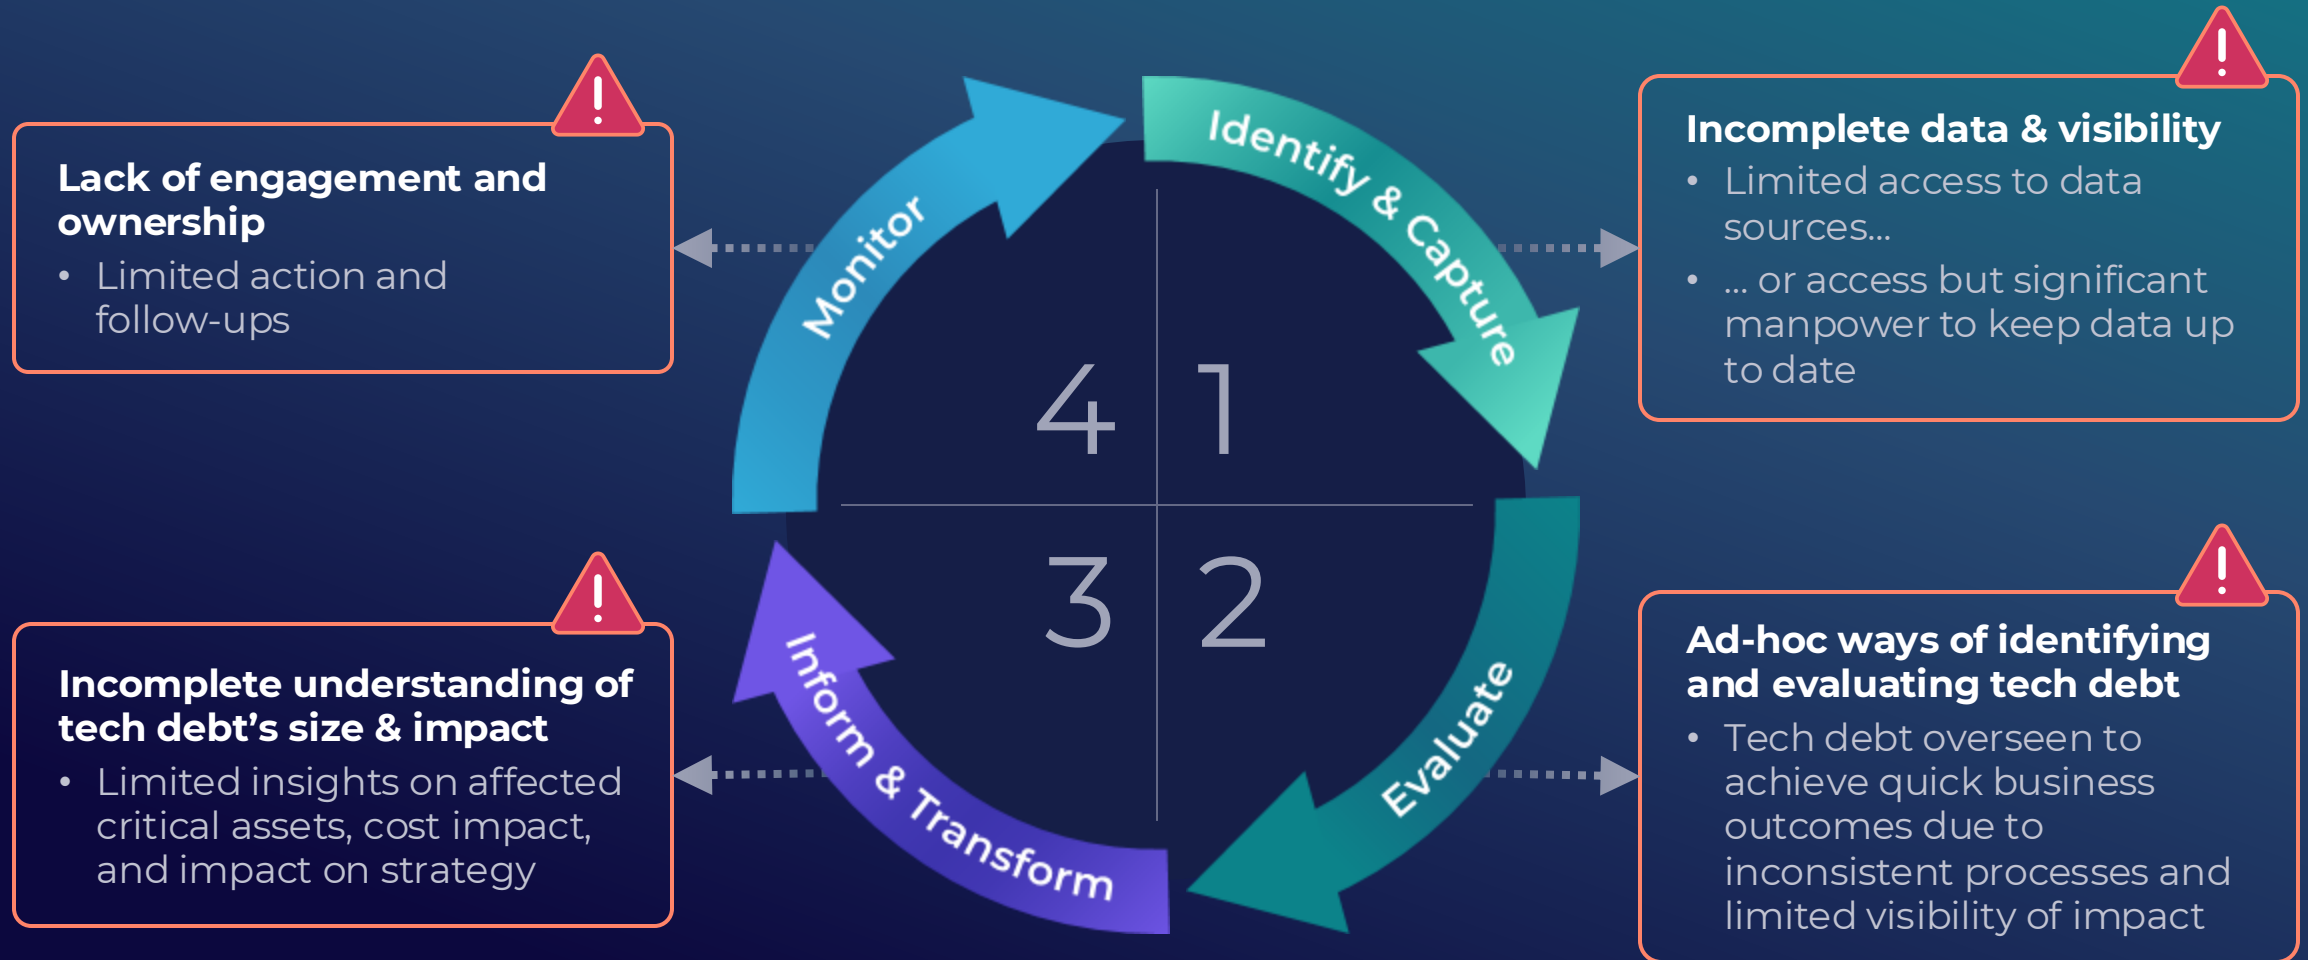 Lack of engagement and
ownership
• Limited action and
follow-ups
Incomplete understanding of
tech debt’s size & impact
• Limited insights on affected
critical assets, cost impact,
and impact on strategy
Monitor
Identify & Capture
4 1
3 2
Inform & Transform
Evaluate
Incomplete data & visibility
• Limited access to data
sources...
• ... or access but significant
manpower to keep data up
to date
Ad-hoc ways of identifying
and evaluating tech debt
• Tech debt overseen to
achieve quick business
outcomes due to
inconsistent processes and
limited visibility of impact